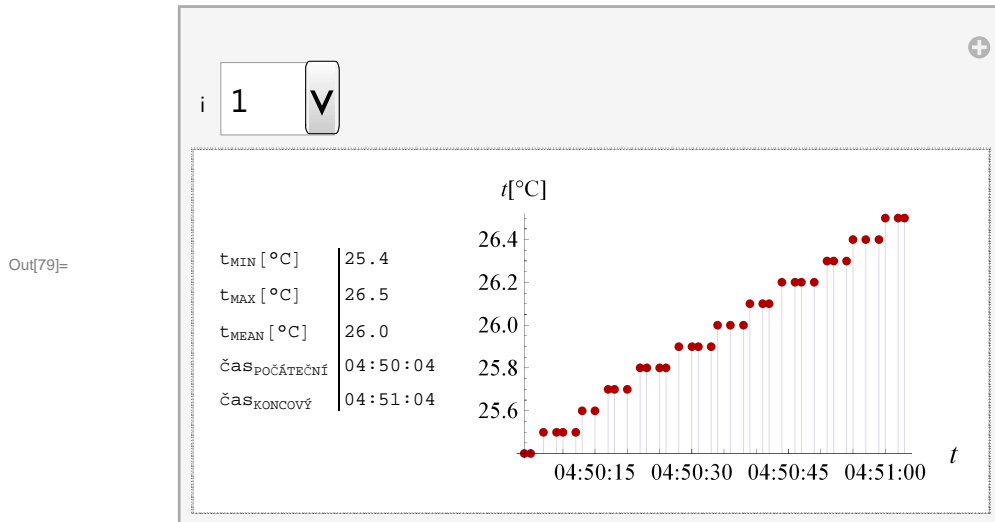 i 1
Out[79]=
t[°C]
tMIN[°C] 25.4
tMAX[°C] 26.5
tMEAN[°C] 26.0
časPOČÁTEČNÍ 04:50:04
časKONCOVÝ 04:51:04
26.4
26.2
26.0
25.8
25.6
04:50:15 04:50:30 04:50:45 04:51:00 t